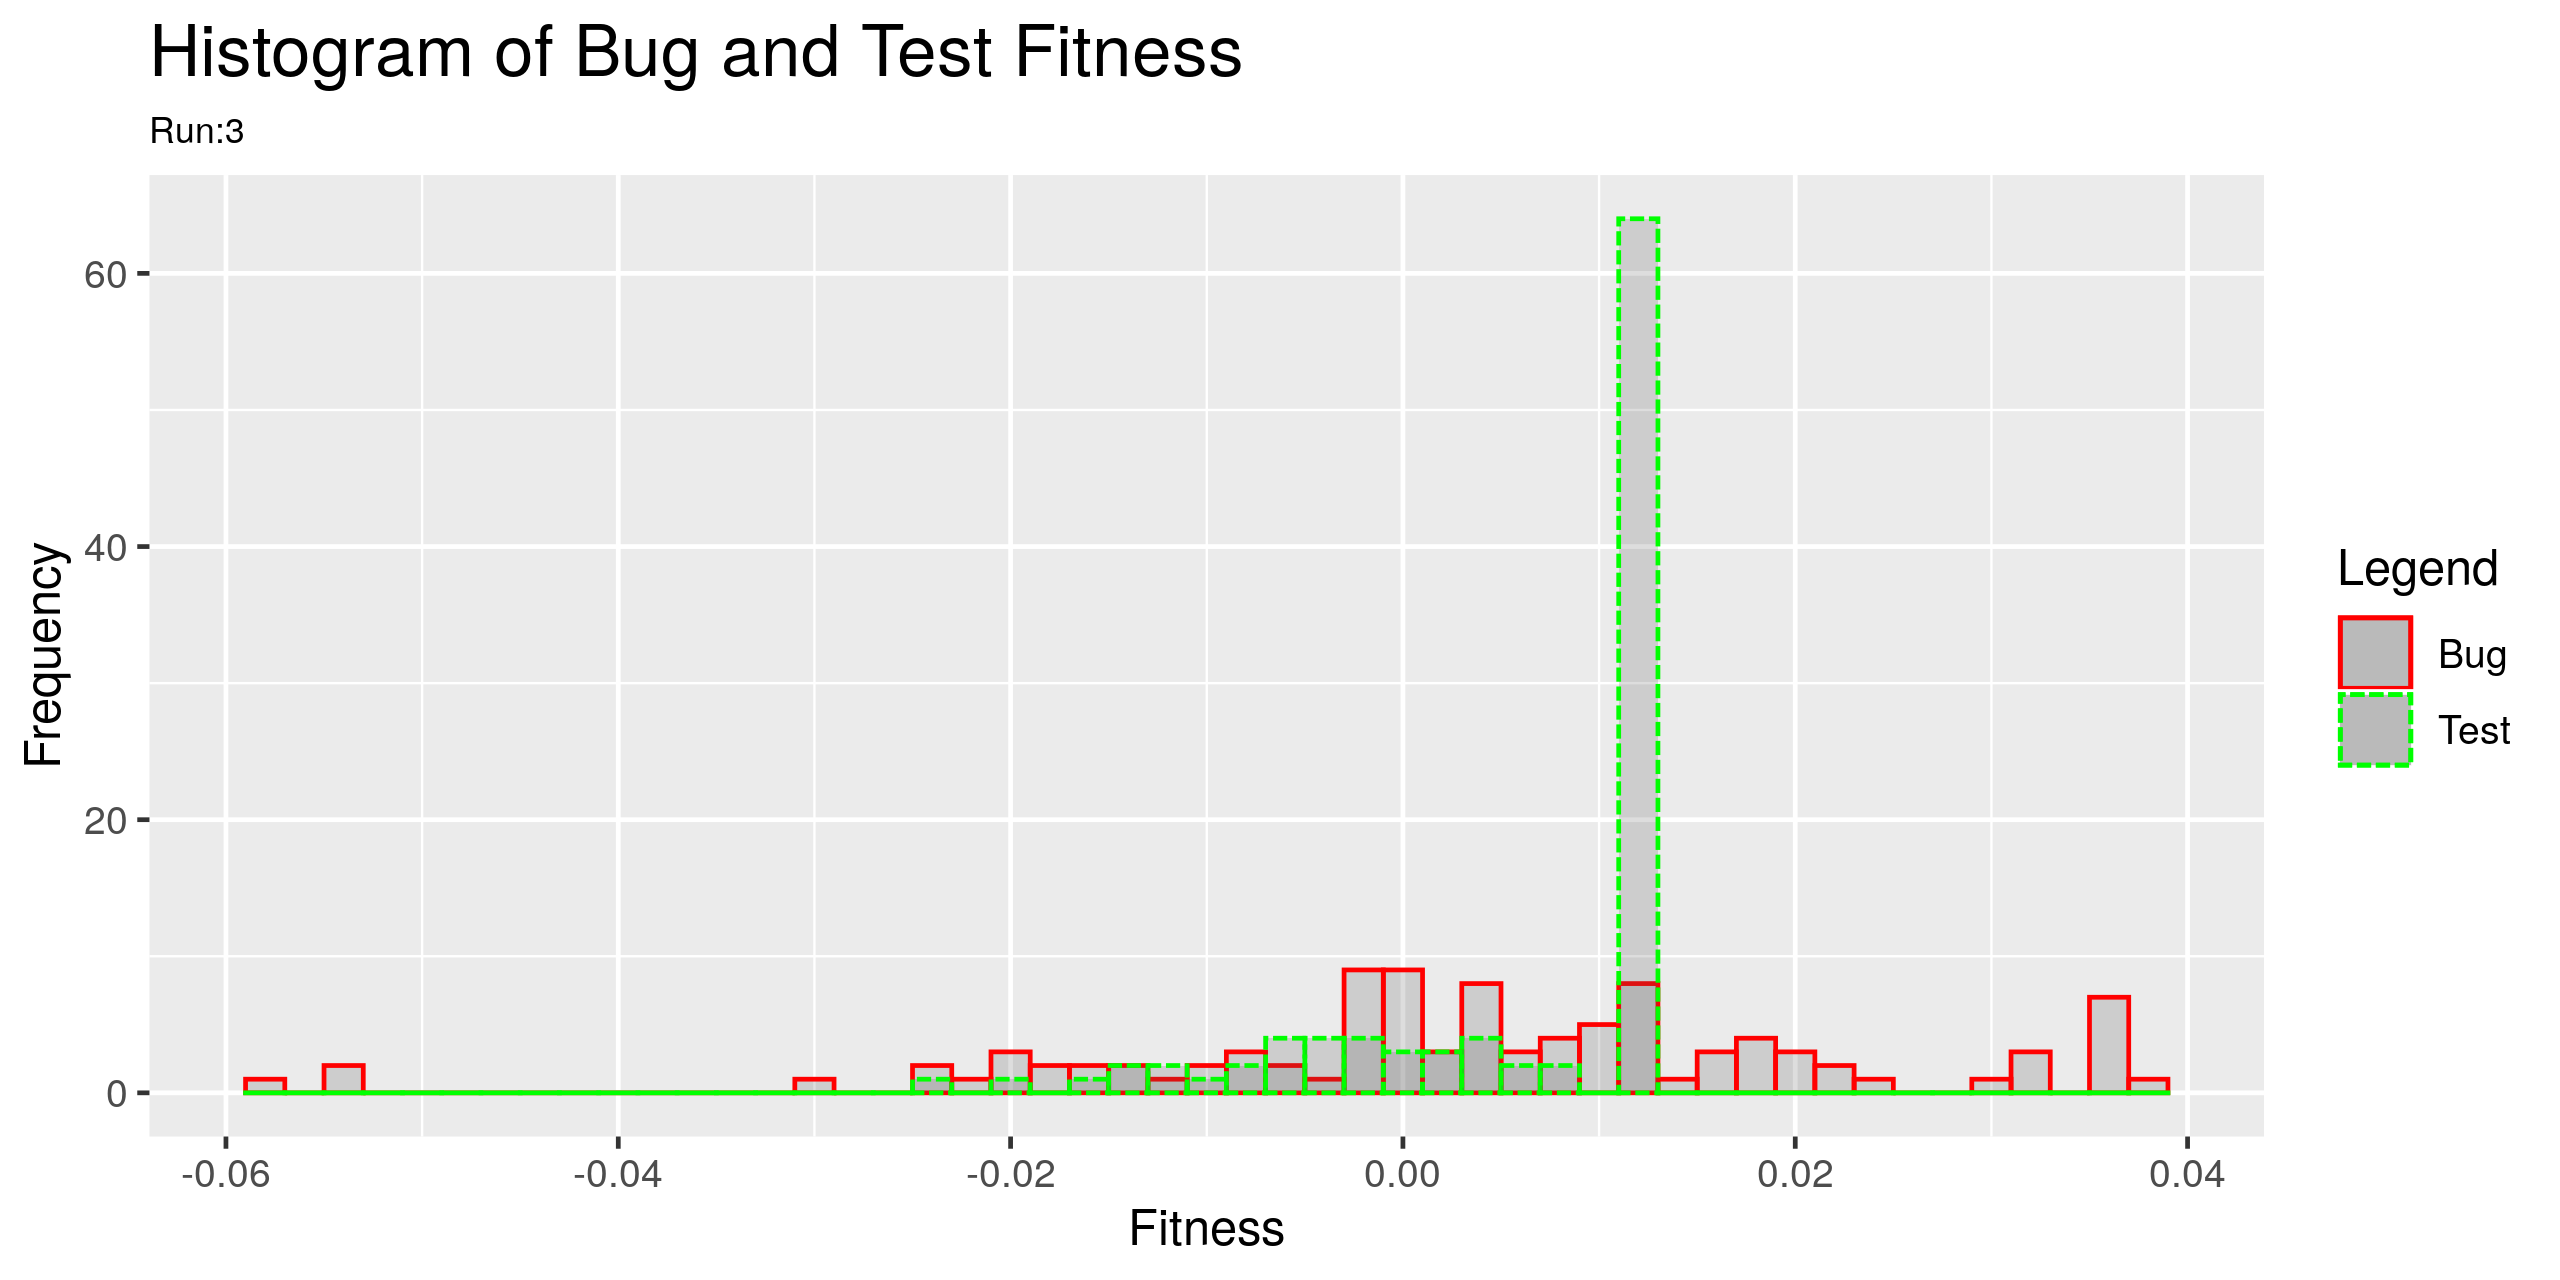 Histogram of Bug and Test Fitness
Run:3
Frequency
60
40
20
0
-0.06
-0.04
-0.02
0.00
0.02
0.04
Fitness
Legend
Bug
Test